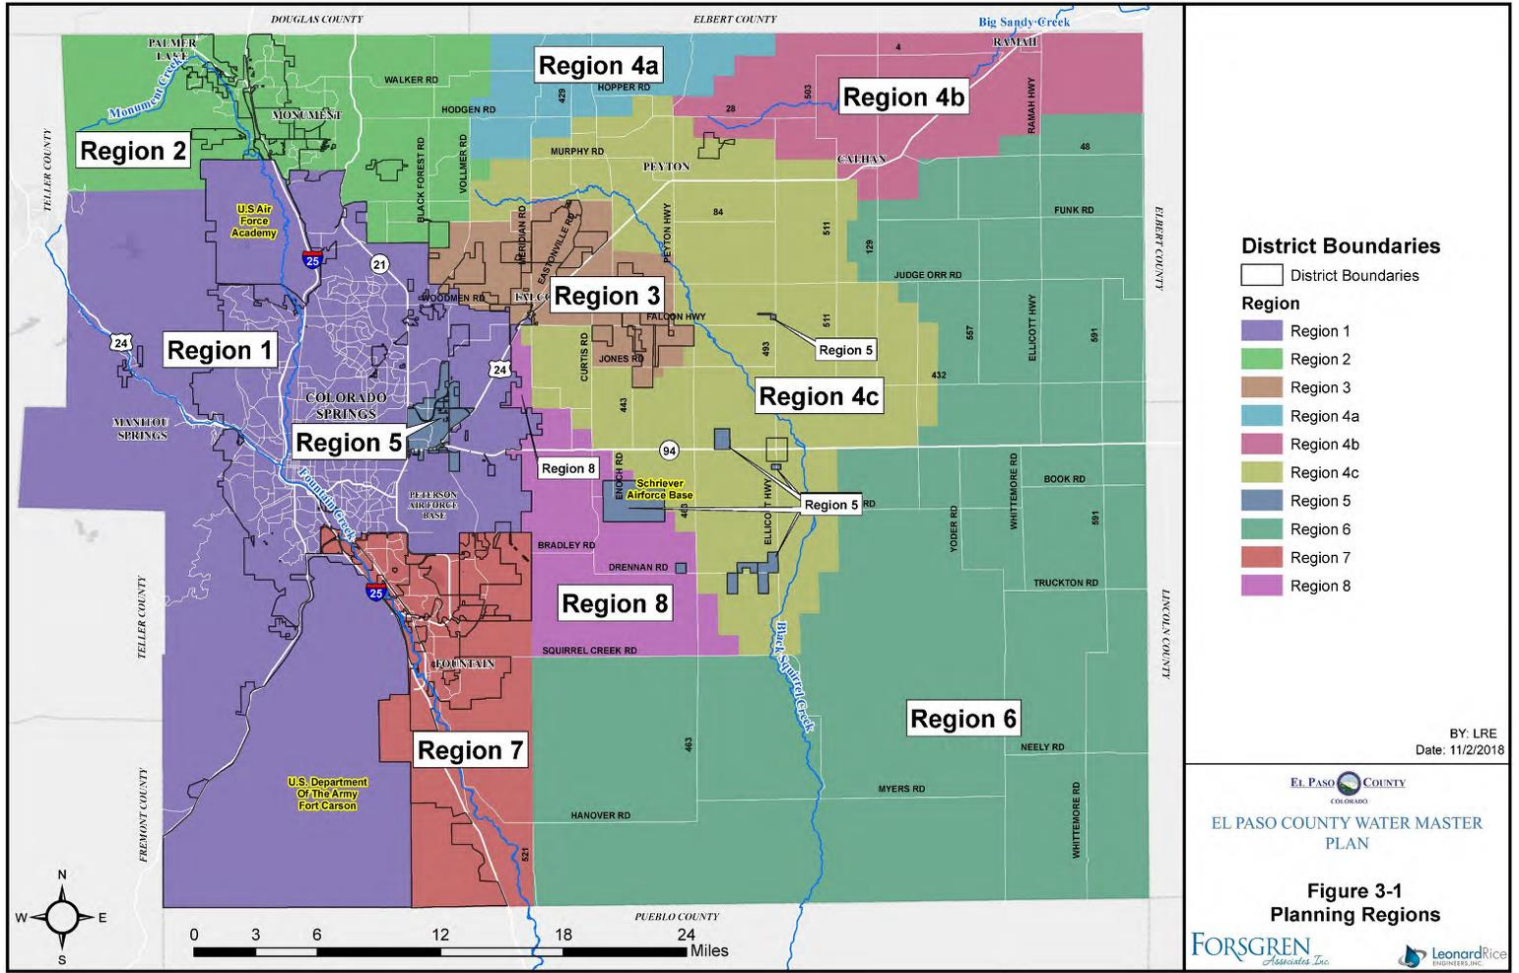 DOUGLAS COUNTY
ELBERT COUNTY
Big Sandy Creek
PALMER
LAKE
RAMAH
4
Region 4a
WALKER RD
HOPPER RD
429
503
Region 4b
RAMAH HWY
Monument Creek
HODGEN RD
28
MONUMENT
TELLER COUNTY
Region 2
BLACK FOREST RD
VOLLMER RD
MURPHY RD
PEYTON
CALHAN
48
U.S Air
Force
Academy
MERIDIAN RD
EASTONVILLE RD
PEYTON HWY
84
511
129
FUNK RD
ELBERT COUNTY
25
21
JUDGE ORR RD
WOODMEN RD
Region 3
FALCON HWY
ELLICOTT HWY
Region 1
24
CURTIS RD
JONES RD
493
511
Region 5
557
591
24
432
COLORADO
SPRINGS
443
Region 4c
MANITOU
SPRINGS
Region 5
94
Region 8
ENOCH RD
Schriever
Airforce Base
ELLICOTT HWY
Region 5
RD
WHITTEMORE RD
BOOK RD
Fountain Creek
PETERSON
AIR FORCE
BASE
YODER RD
591
BRADLEY RD
DRENNAN RD
TRUCKTON RD
25
Region 8
TELLER COUNTY
LINCOLN COUNTY
SQUIRREL CREEK RD
FOUNTAIN
Black Squirrel Creek
Region 6
463
Region 7
NEELY RD
U.S. Department
Of The Army
Fort Carson
MYERS RD
HANOVER RD
WHITTEMORE RD
FREMONT COUNTY
521
PUEBLO COUNTY
N
W E
S
0 3 6 12 18 24
Miles
District Boundaries
District Boundaries
Region
Region 1
Region 2
Region 3
Region 4a
Region 4b
Region 4c
Region 5
Region 6
Region 7
Region 8
BY: LRE
Date: 11/2/2018
EL PASO COUNTY
COLORADO
EL PASO COUNTY WATER MASTER
PLAN
Figure 3-1
Planning Regions
FORSGREN
Associates Inc.
LeonardRice
ENGINEERS, INC.